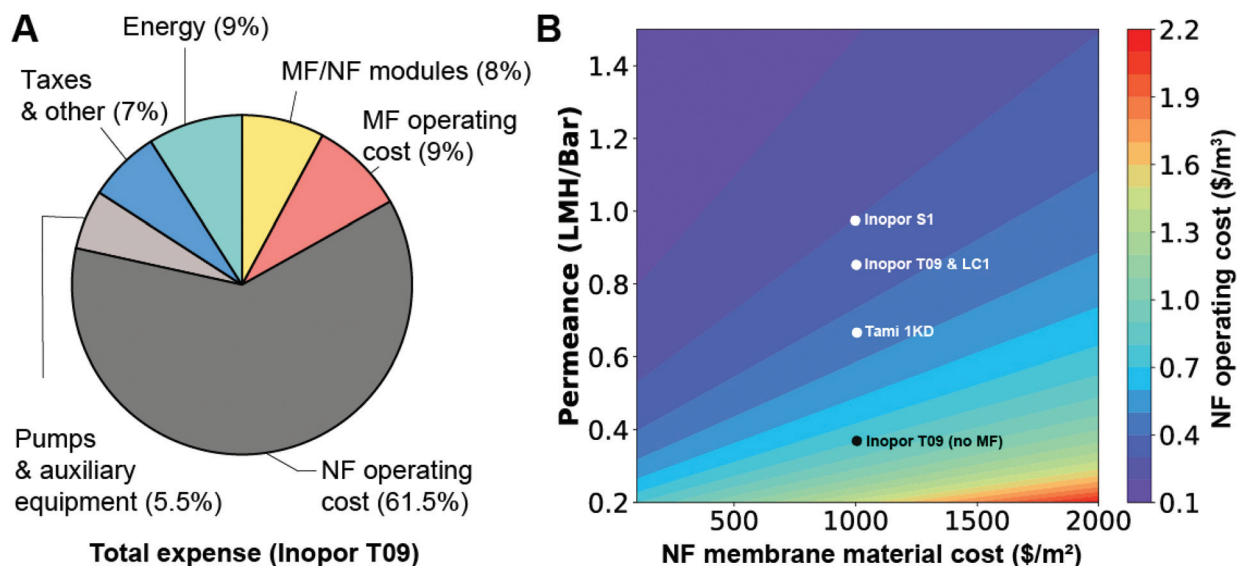 A
Energy (9%)
MF/NF modules (8%)
Taxes
& other (7%)
MF operating
cost (9%)
Pumps
& auxiliary
equipment (5.5%)
NF operating
cost (61.5%)
Total expense (Inopor T09)
B
Permeance (LMH/Bar)
1.4
1.2
1.0
0.8
0.6
0.4
0.2
Inopor S1
Inopor T09 & LC1
Tami 1KD
Inopor T09 (no MF)
500
1000
1500
2000
NF membrane material cost ($/m²)
2.2
1.9
1.6
1.3
1.0
0.7
0.4
0.1
NF operating cost ($/m³)